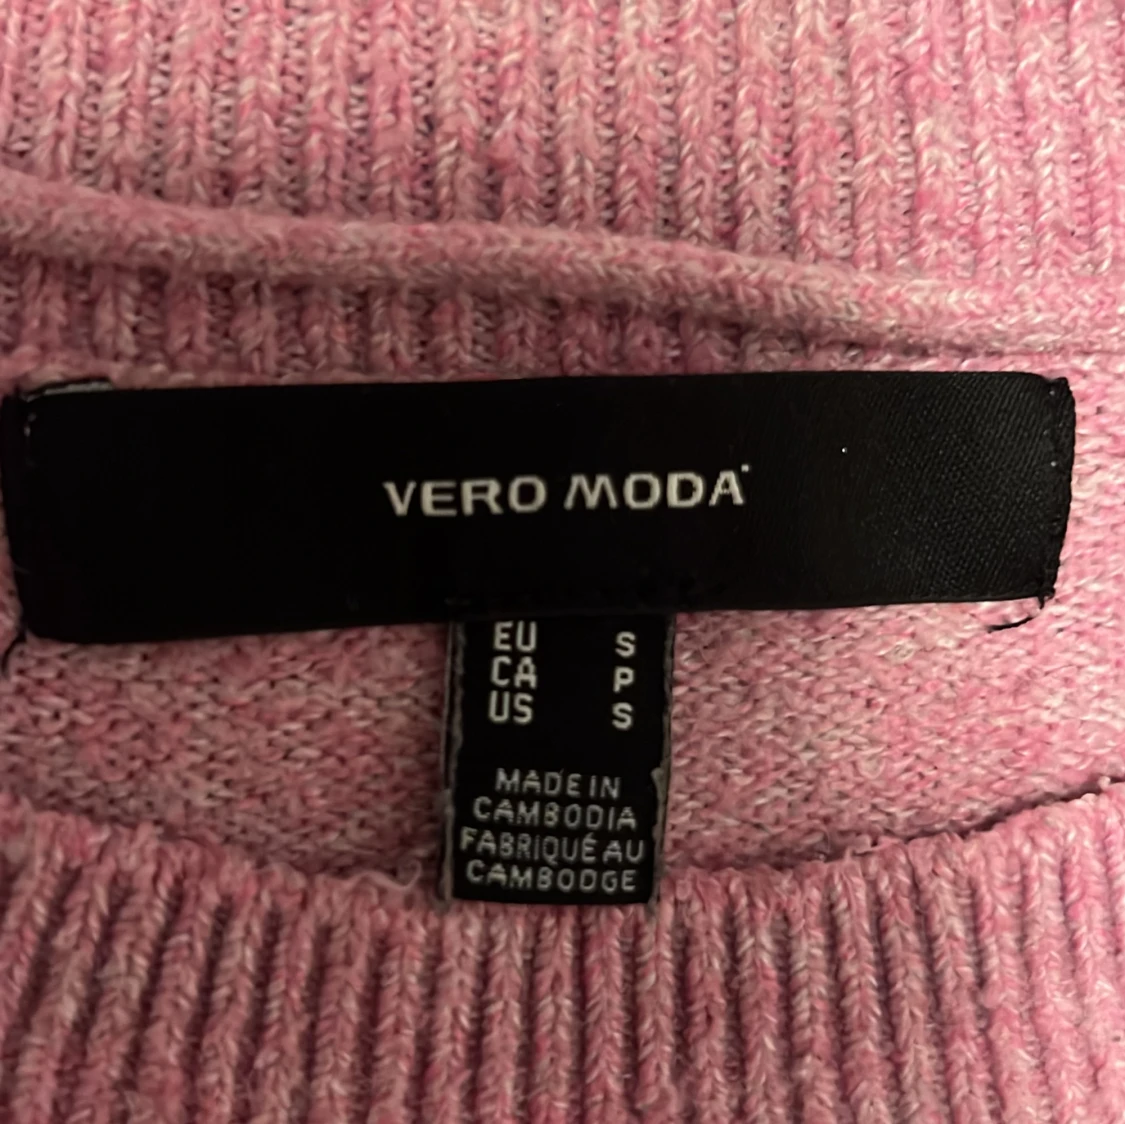 VERO MODA
EU S
CA P
US S
MADE IN
CAMBODIA
FABRIQUÉ AU
CAMBODGE